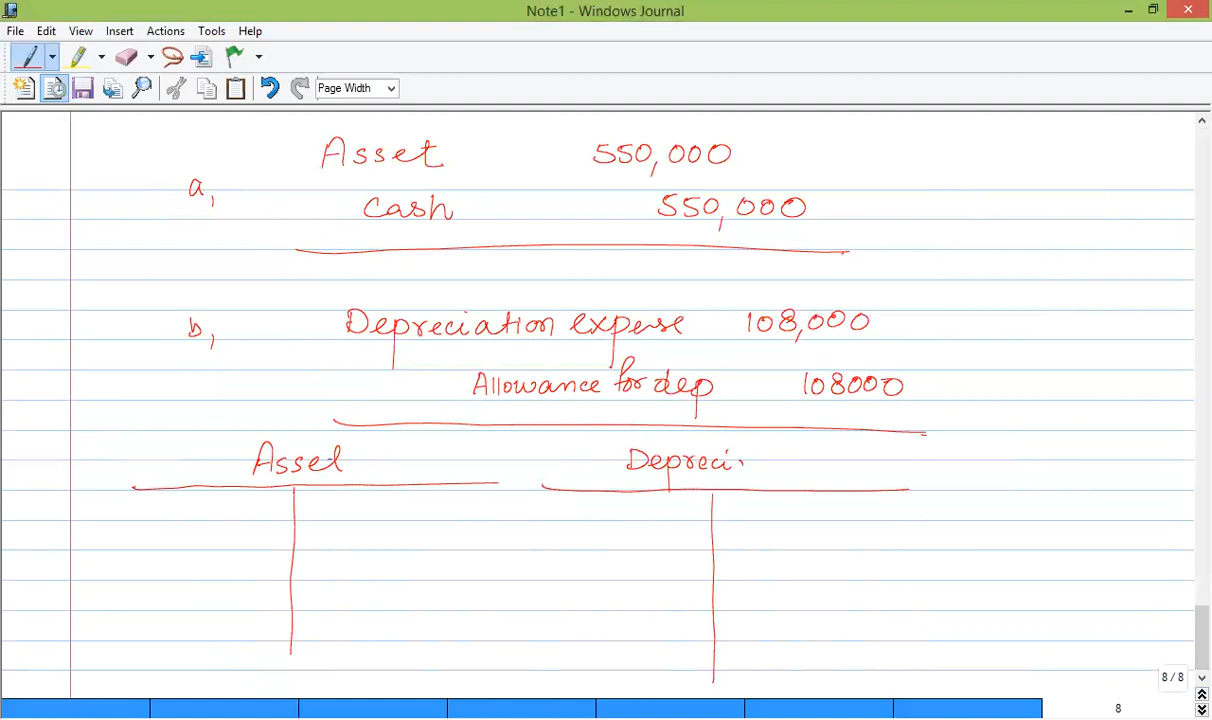 Note1 - Windows Journal
File Edit View Insert Actions Tools Help
Page Width
Asset 550,000
a,
Cash 550,000
b, Depreciation expense 108,000
Allowance for dep 108000
Asset Depreci
8 / 8
8